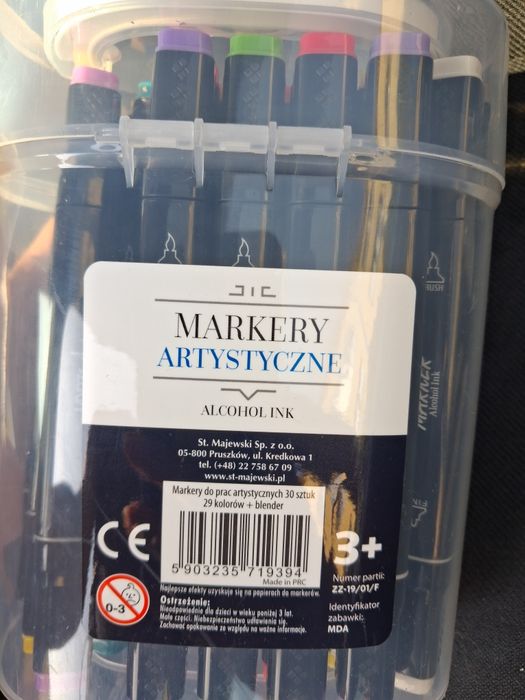 MARKERY
ARTYSTYCZNE
ALCOHOL INK
St. Majewski Sp. z o.o.
05-800 Pruszków, ul. Kredkowa 1
tel. (+48) 22 758 67 09
www.st-majewski.pl
Markery do prac artystycznych 30 sztuk
29 kolorów + blender
5 903235 719394
Made in PRC
CE
3+
0-3
Numer partii:
ZZ-19/01/F
Identyfikator
zabawki:
MDA
Najlepsze efekty uzyskuje się na papierach do markerów.
Ostrzeżenie:
Nieodpowiednie dla dzieci w wieku poniżej 3 lat.
Małe części. Niebezpieczeństwo udławienia się.
Zachować opakowanie ze względu na ważne informacje.
BRUSH
MARKER
Alcohol Ink